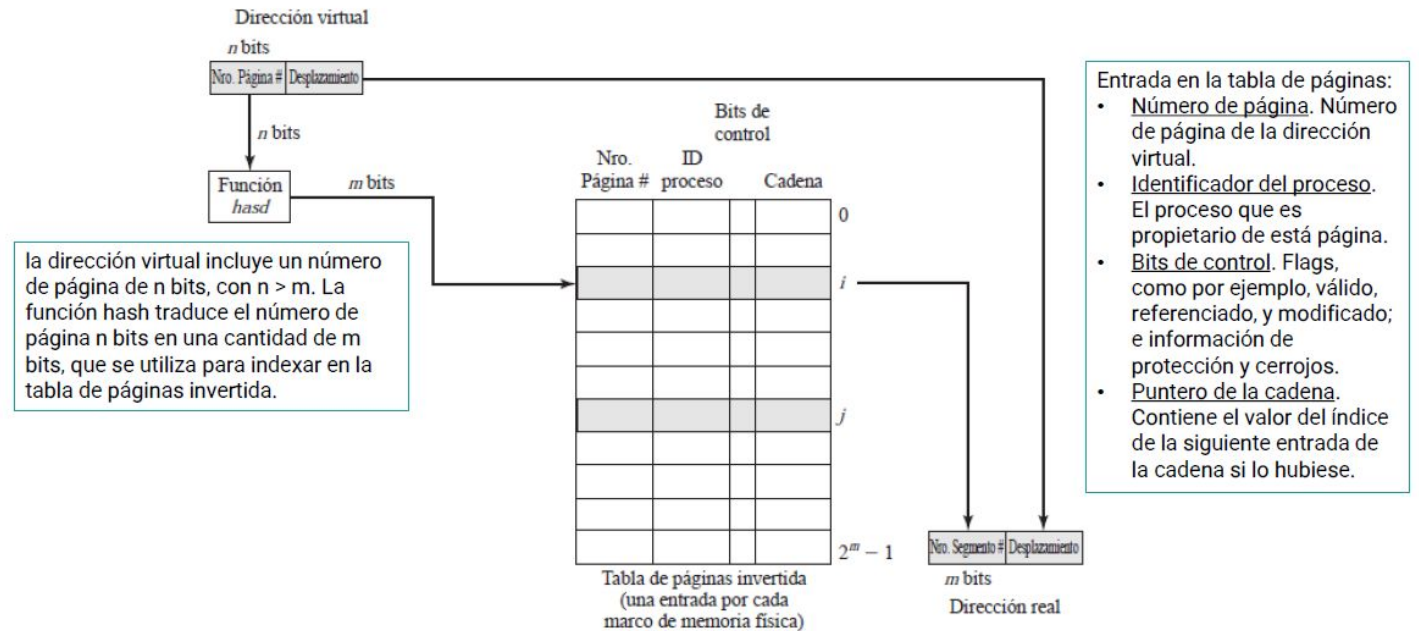 Dirección virtual
n bits
Nro. Página # Desplazamiento
n bits
Función
hasd
m bits
la dirección virtual incluye un número
de página de n bits, con n > m. La
función hash traduce el número de
página n bits en una cantidad de m
bits, que se utiliza para indexar en la
tabla de páginas invertida.
Bits de
control
Nro.
Página #
ID
proceso
Cadena
0
i
j
2^m − 1
Tabla de páginas invertida
(una entrada por cada
marco de memoria física)
Nro. Segmento # Desplazamiento
m bits
Dirección real
Entrada en la tabla de páginas:
• Número de página. Número
de página de la dirección
virtual.
• Identificador del proceso.
El proceso que es
propietario de está página.
• Bits de control. Flags,
como por ejemplo, válido,
referenciado, y modificado;
e información de
protección y cerrojos.
• Puntero de la cadena.
Contiene el valor del índice
de la siguiente entrada de
la cadena si lo hubiese.